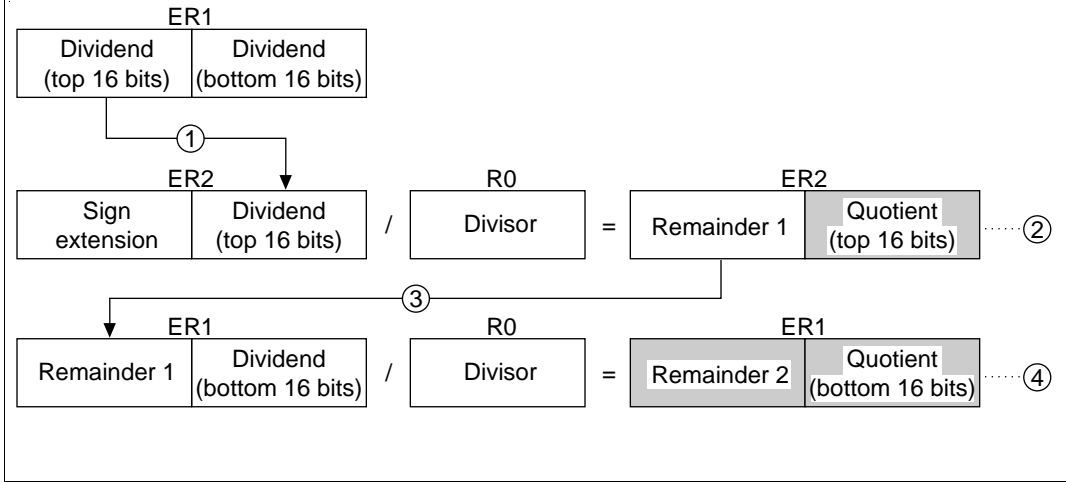 ER1
Dividend Dividend
(top 16 bits) (bottom 16 bits)
1
ER2 R0 ER2
Sign Dividend / Divisor = Remainder 1 Quotient 2
extension (top 16 bits) (top 16 bits)
3
ER1 R0 ER1
Remainder 1 Dividend / Divisor = Remainder 2 Quotient 4
(bottom 16 bits) (bottom 16 bits)